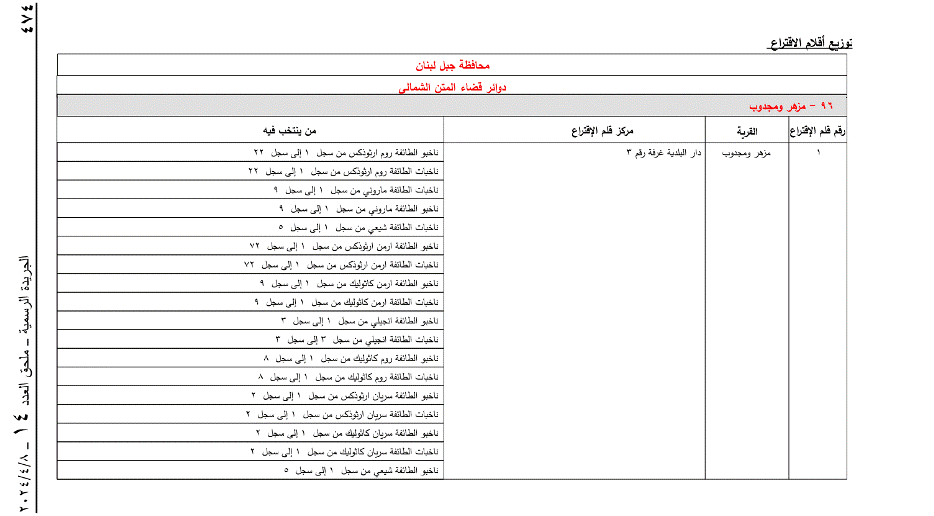 توزيع أقلام الاقتراع
محافظة جبل لبنان
دوائر قضاء المتن الشمالي
٩٦ - مزهر ومجدوب
رقم قلم الإقتراع القرية مركز قلم الإقتراع من ينتخب فيه
١ مزهر ومجدوب دار البلدية غرفة رقم ٣ ناخبو الطائفة روم ارثوذكس من سجل ١ إلى سجل ٢٢
ناخبات الطائفة روم ارثوذكس من سجل ١ إلى سجل ٢٢
ناخبات الطائفة ماروني من سجل ١ إلى سجل ٩
ناخبو الطائفة ماروني من سجل ١ إلى سجل ٩
ناخبات الطائفة شيعي من سجل ١ إلى سجل ٥
ناخبو الطائفة ارمن ارثوذكس من سجل ١ إلى سجل ٧٢
ناخبات الطائفة ارمن ارثوذكس من سجل ١ إلى سجل ٧٢
ناخبو الطائفة ارمن كاثوليك من سجل ١ إلى سجل ٩
ناخبات الطائفة ارمن كاثوليك من سجل ١ إلى سجل ٩
ناخبو الطائفة انجيلي من سجل ١ إلى سجل ٣
ناخبات الطائفة انجيلي من سجل ٣ إلى سجل ٣
ناخبو الطائفة روم كاثوليك من سجل ١ إلى سجل ٨
ناخبات الطائفة روم كاثوليك من سجل ١ إلى سجل ٨
ناخبو الطائفة سريان ارثوذكس من سجل ١ إلى سجل ٢
ناخبات الطائفة سريان ارثوذكس من سجل ١ إلى سجل ٢
ناخبو الطائفة سريان كاثوليك من سجل ١ إلى سجل ٢
ناخبات الطائفة سريان كاثوليك من سجل ١ إلى سجل ٢
ناخبو الطائفة شيعي من سجل ١ إلى سجل ٥
٤٧٤
الجريدة الرسمية – ملحق العدد ١٤ – ٢٠٢٤/٤/٨